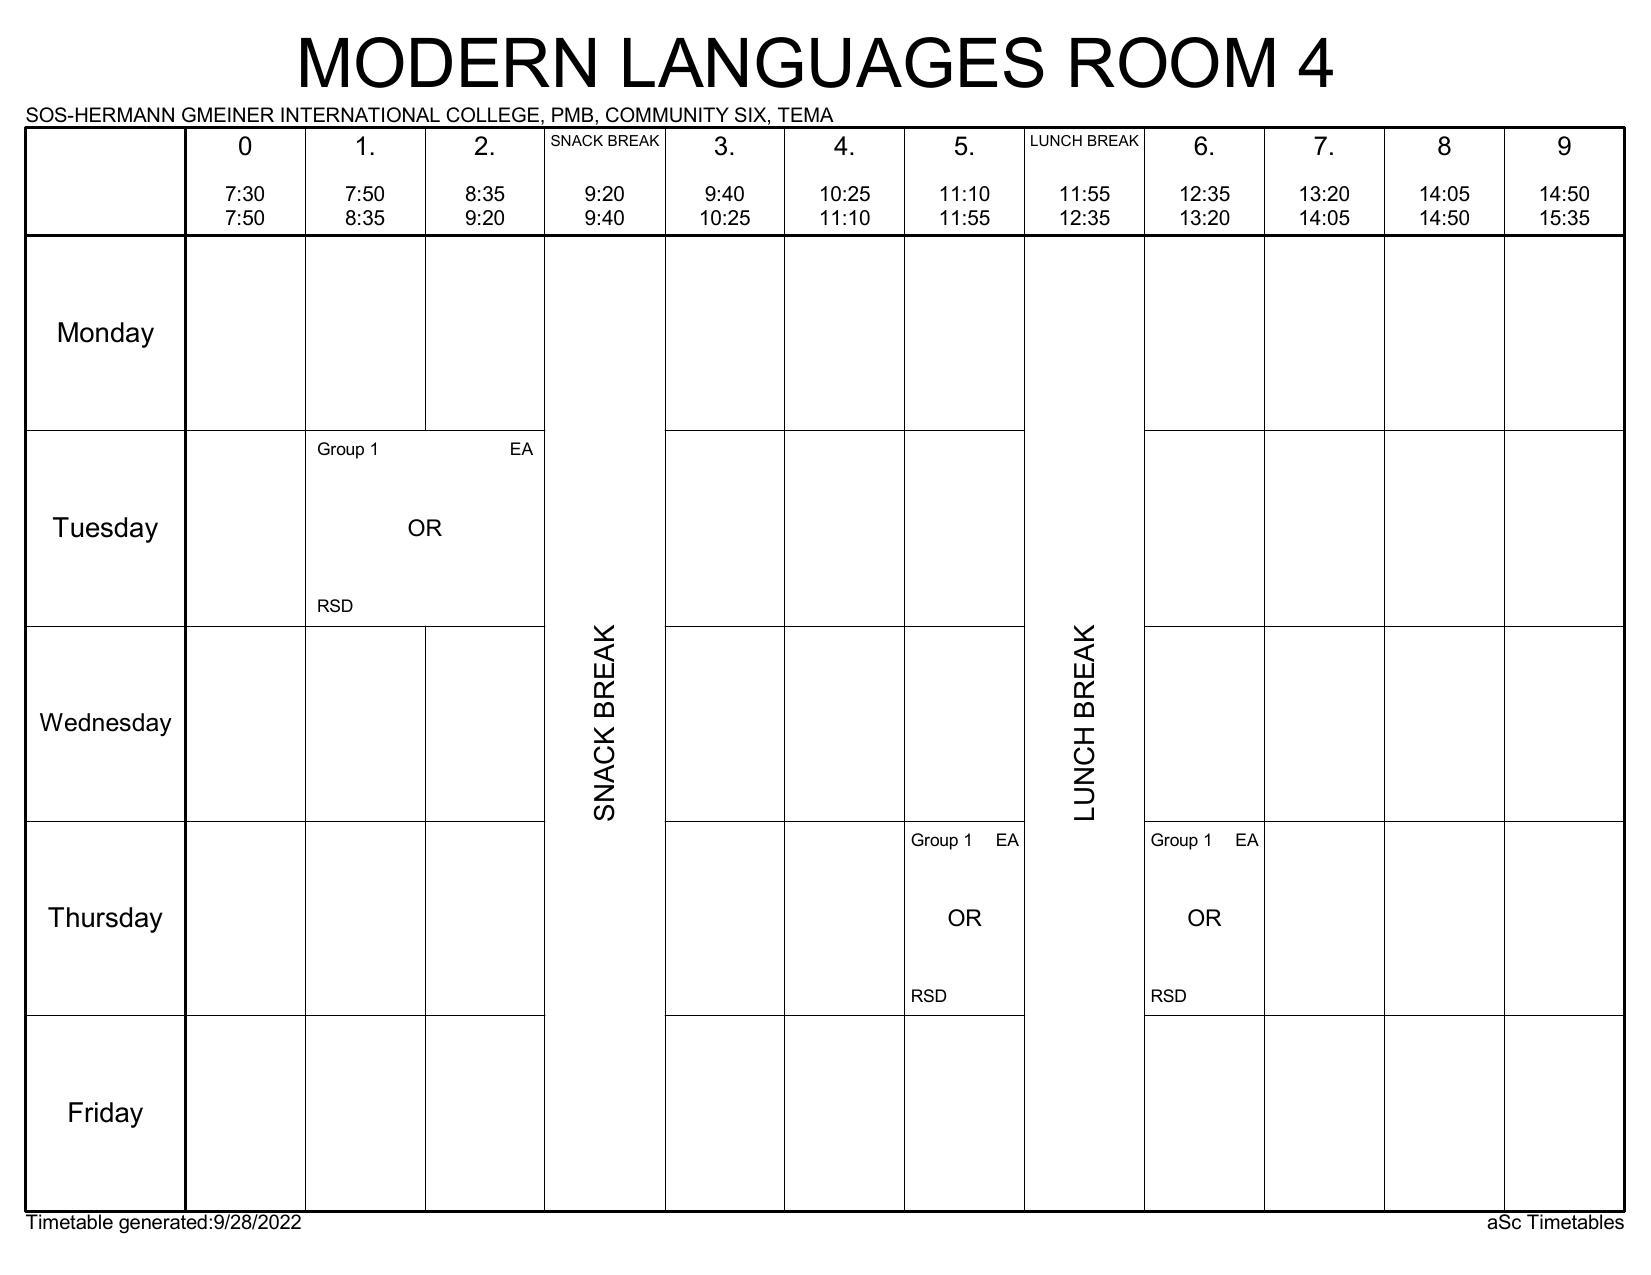 MODERN LANGUAGES ROOM 4
SOS-HERMANN GMEINER INTERNATIONAL COLLEGE, PMB, COMMUNITY SIX, TEMA
0 1. 2. SNACK BREAK 3. 4. 5. LUNCH BREAK 6. 7. 8 9
7:30 7:50 8:35 9:20 9:40 10:25 11:10 11:55 12:35 13:20 14:05 14:50
7:50 8:35 9:20 9:40 10:25 11:10 11:55 12:35 13:20 14:05 14:50 15:35
Monday
Group 1 EA
Tuesday OR
RSD
Wednesday
SNACK BREAK
LUNCH BREAK
Group 1 EA Group 1 EA
Thursday OR OR
RSD RSD
Friday
Timetable generated:9/28/2022 aSc Timetables